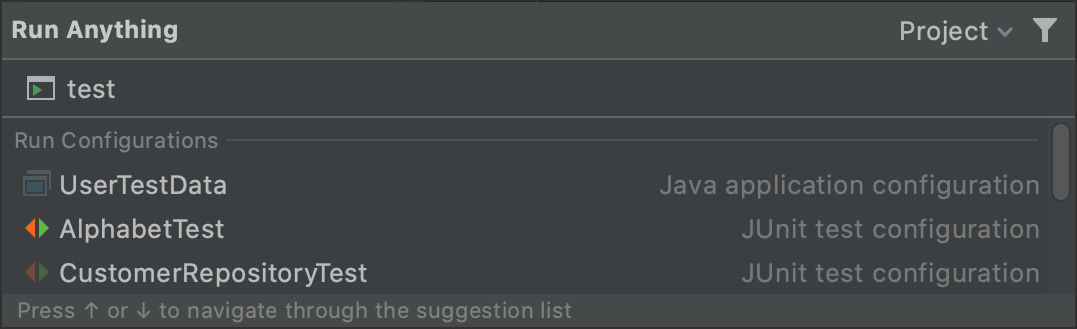 Run Anything Project
test
Run Configurations
UserTestData Java application configuration
AlphabetTest JUnit test configuration
CustomerRepositoryTest JUnit test configuration
Press ↑ or ↓ to navigate through the suggestion list